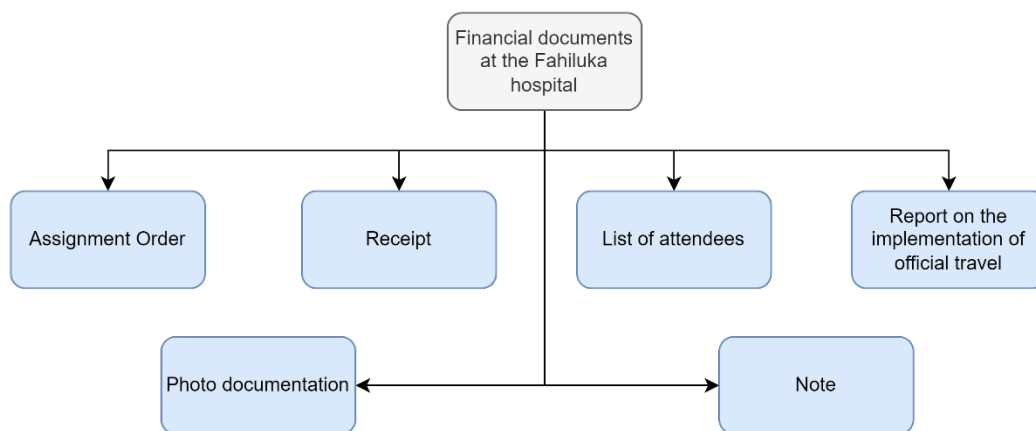 Financial documents
at the Fahiluka
hospital
Assignment Order
Receipt
List of attendees
Report on the
implementation of
official travel
Photo documentation
Note